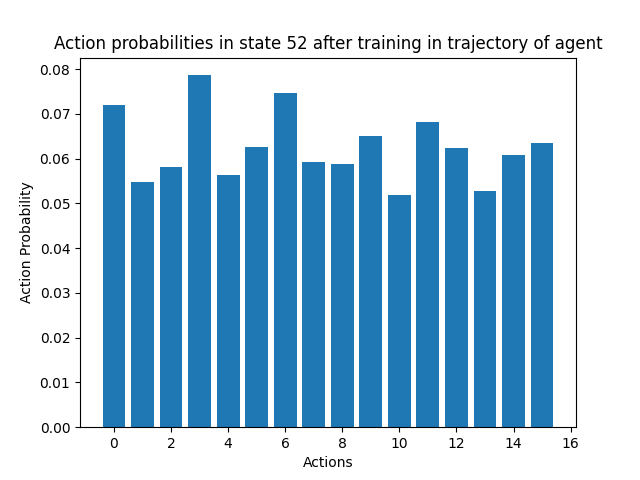 Action probabilities in state 52 after training in trajectory of agent
0.08
0.07
0.06
0.05
0.04
0.03
0.02
0.01
0.00
Action Probability
0 2 4 6 8 10 12 14 16
Actions